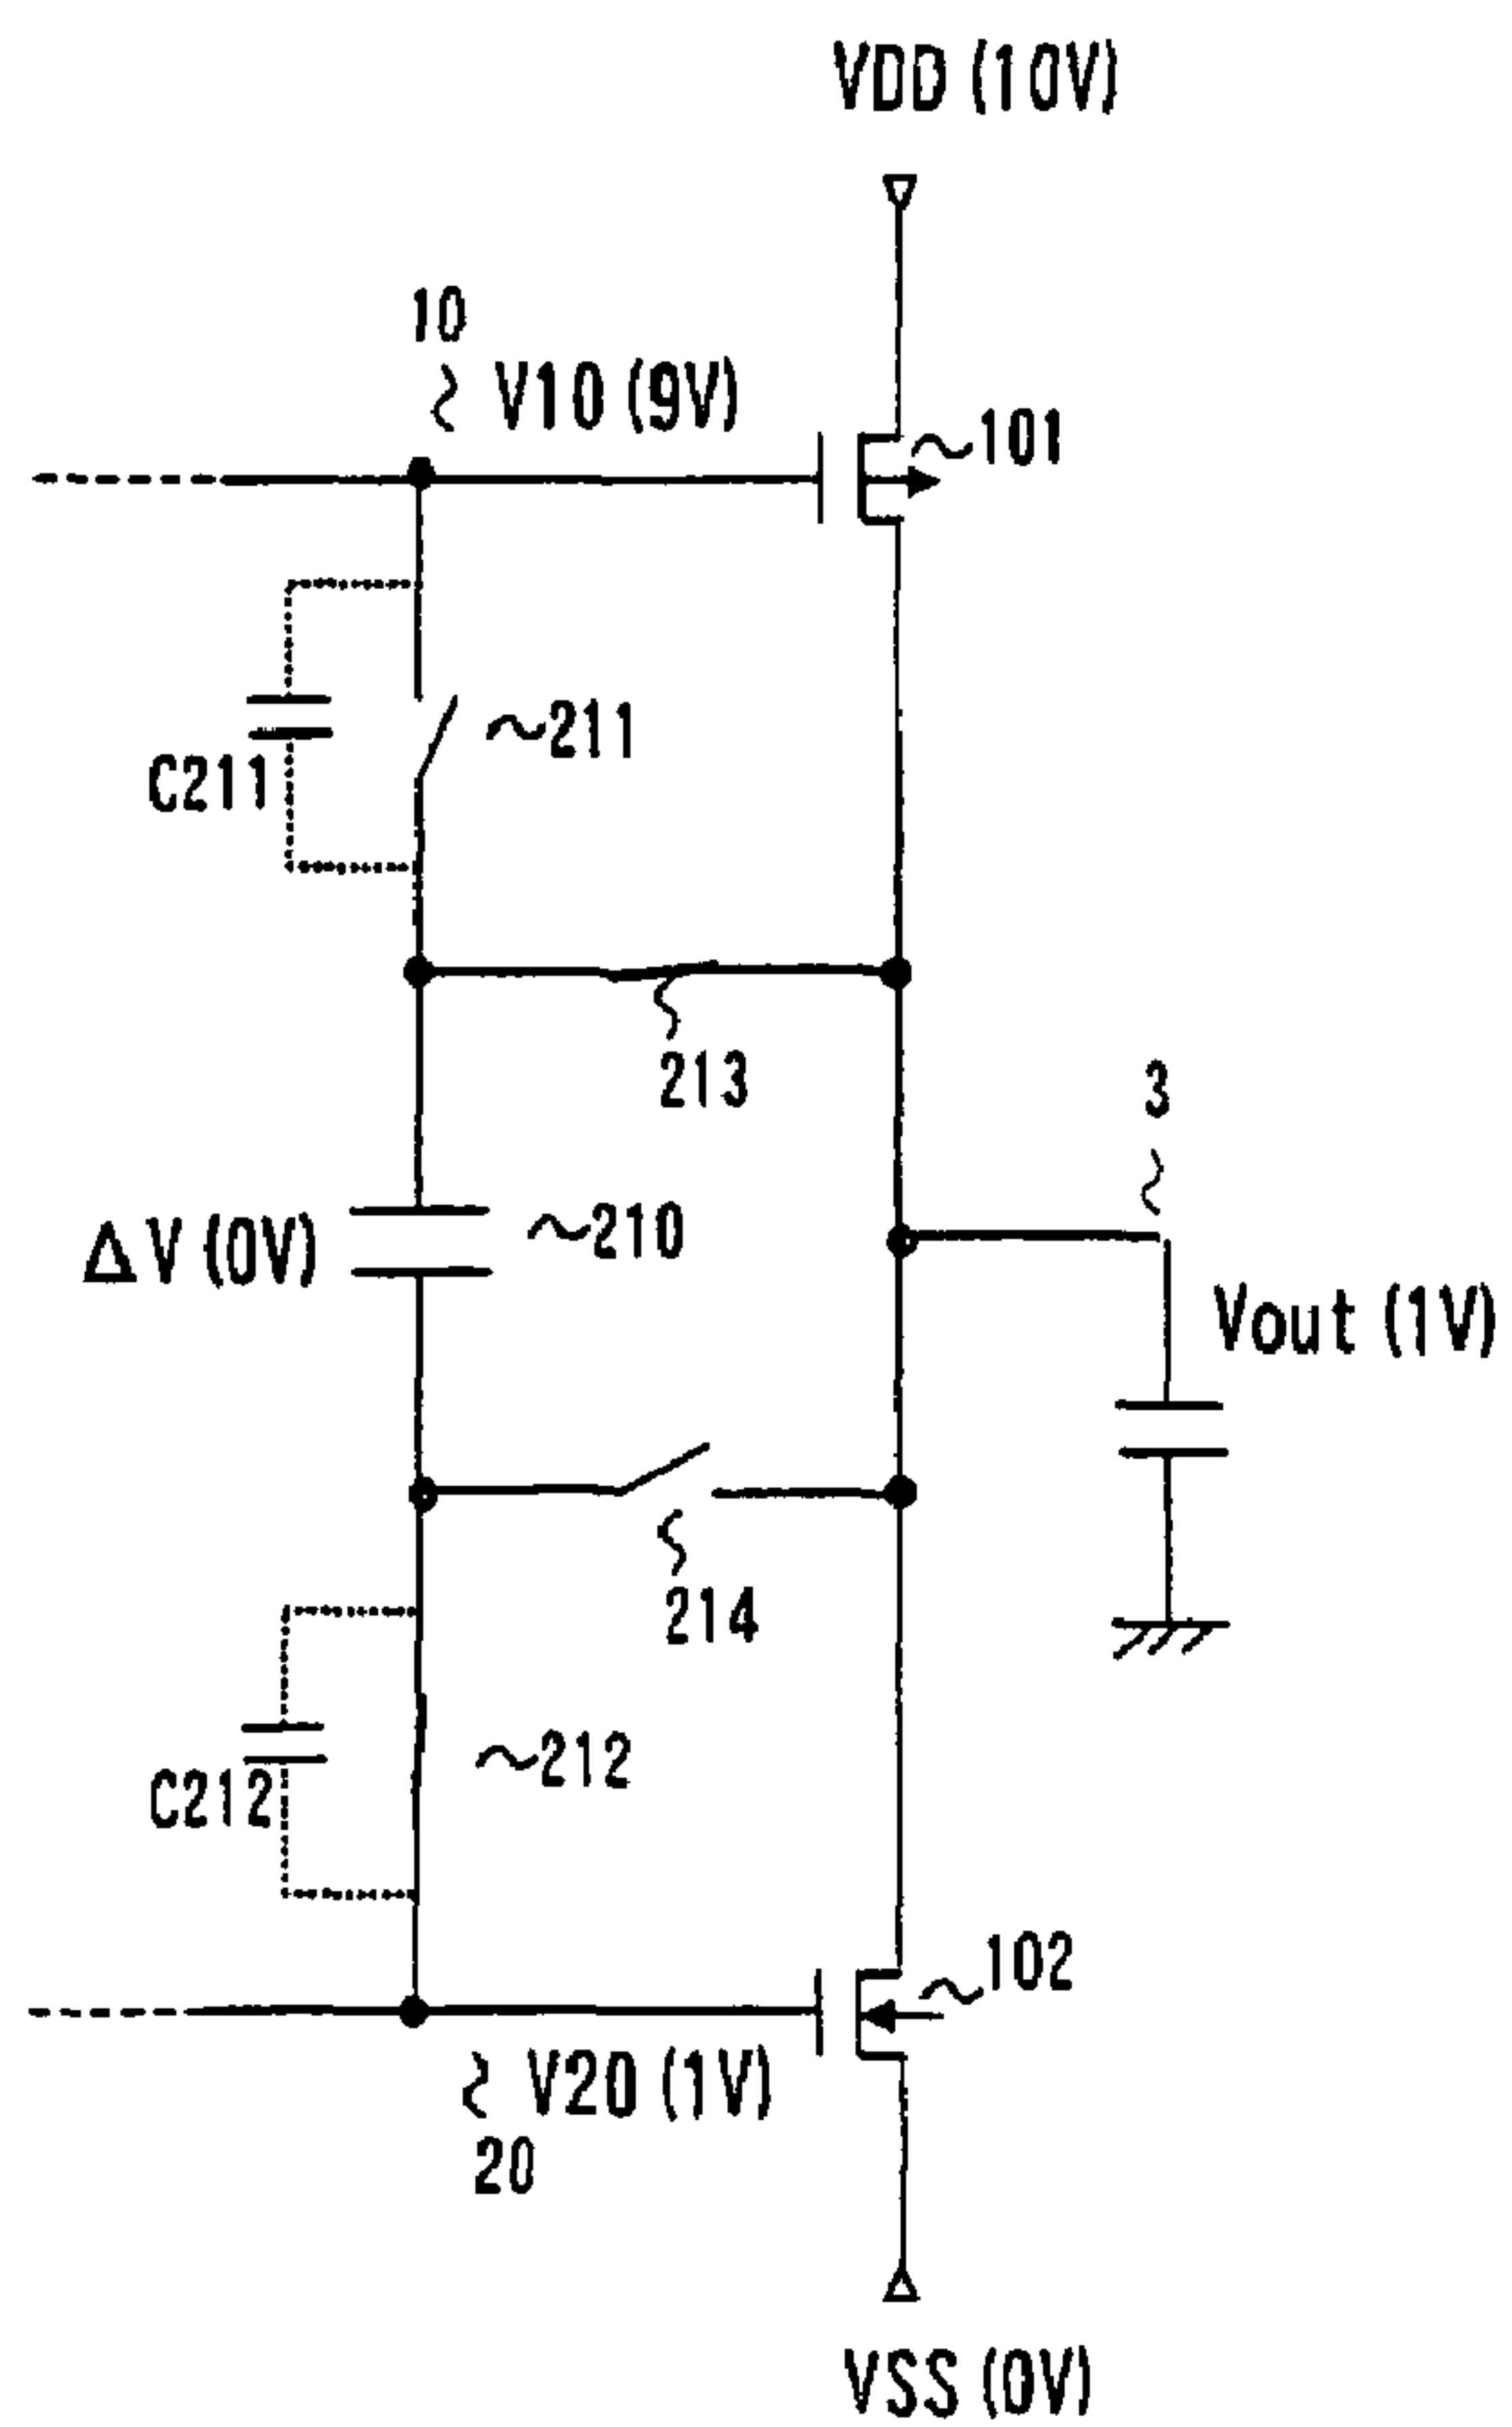 VDD (10V)
10
V10 (9V)
~101
~211
C211
213
3
ΔV (0V)
~210
Vout (1V)
214
~212
C212
~102
V20 (1V)
20
VSS (0V)